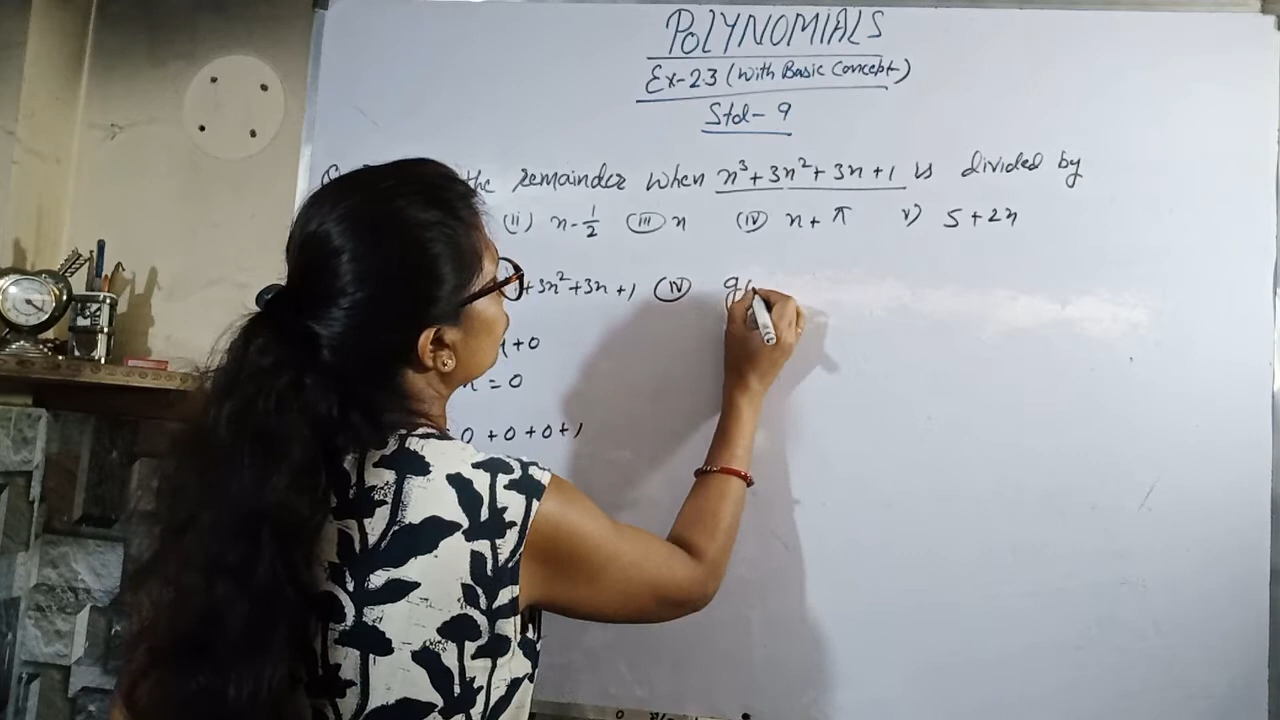 POLYNOMIALS
Ex-2.3 (with Basic Concept)
Std- 9
the remainder when x³+3x²+3x+1 is divided by
(ii) x-1/2 (iii) x (iv) x+π v) 5+2x
+3x²+3x+1 (iv) g(
+0
x = 0
0+0+0+1